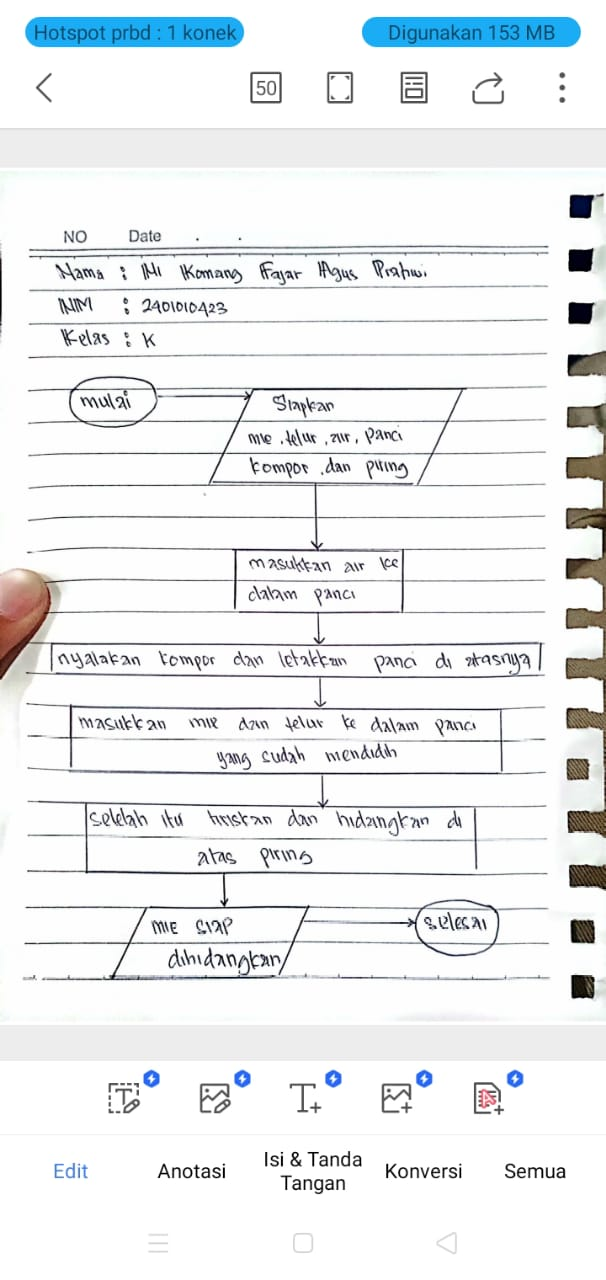 Hotspot prbd : 1 konek
Digunakan 153 MB
50
NO Date . .
Nama : Ni Komang Fajar Agus Pratiwi
NIM : 2401010423
Kelas : K
mulai
Siapkan
mie, telur, air, panci
kompor, dan piring
masukkan air ke
dalam panci
nyalakan kompor dan letakkan panci di atasnya
masukkan mie dan telur ke dalam panci
yang sudah mendidih
setelah itu tiriskan dan hidangkan di
atas piring
MIE SIAP
dihidangkan
selesai
Edit
Anotasi
Isi & Tanda
Tangan
Konversi
Semua